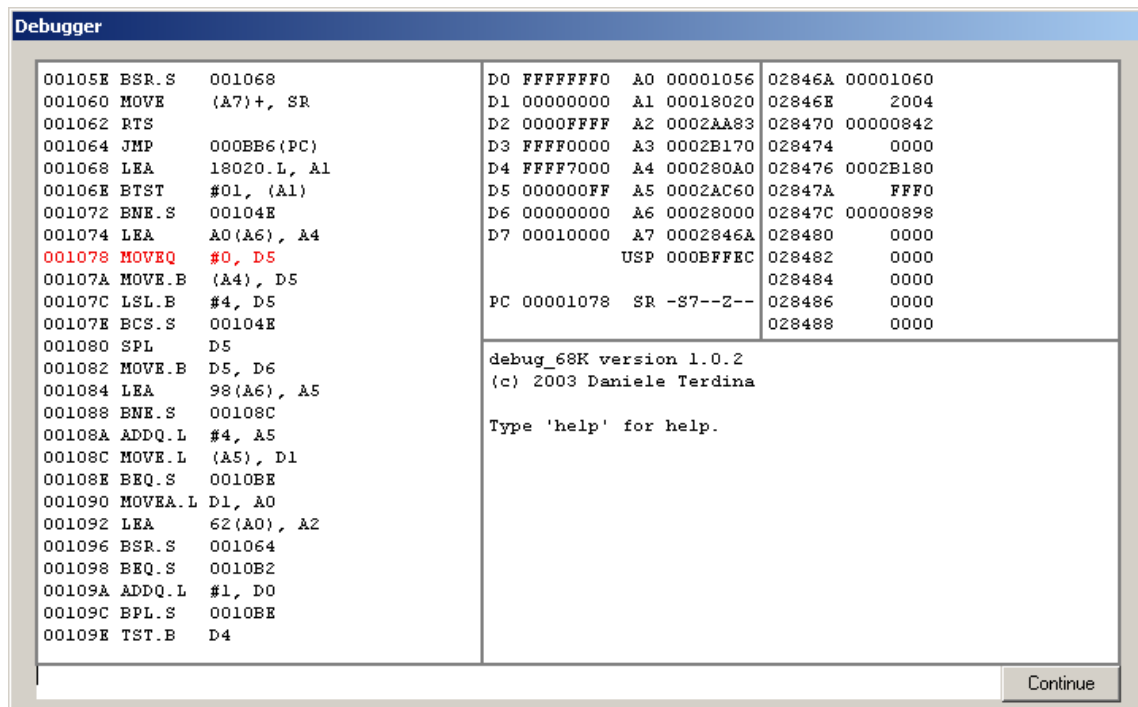 Debugger
00105E BSR.S 001068
001060 MOVE (A7)+, SR
001062 RTS
001064 JMP 000BB6(PC)
001068 LEA 18020.L, A1
00106E BTST #01, (A1)
001072 BNE.S 00104E
001074 LEA A0(A6), A4
001078 MOVEQ #0, D5
00107A MOVE.B (A4), D5
00107C LSL.B #4, D5
00107E BCS.S 00104E
001080 SPL D5
001082 MOVE.B D5, D6
001084 LEA 98(A6), A5
001088 BNE.S 00108C
00108A ADDQ.L #4, A5
00108C MOVE.L (A5), D1
00108E BEQ.S 0010BE
001090 MOVEA.L D1, A0
001092 LEA 62(A0), A2
001096 BSR.S 001064
001098 BEQ.S 0010B2
00109A ADDQ.L #1, D0
00109C BPL.S 0010BE
00109E TST.B D4
D0 FFFFFFF0 A0 00001056
D1 00000000 A1 00018020
D2 0000FFFF A2 0002AA83
D3 FFFF0000 A3 0002B170
D4 FFFF7000 A4 000280A0
D5 000000FF A5 0002AC60
D6 00000000 A6 00028000
D7 00010000 A7 0002846A
USP 000BFFEC
PC 00001078 SR -S7--Z--
02846A 00001060
02846E 2004
028470 00000842
028474 0000
028476 0002B180
02847A FFF0
02847C 00000898
028480 0000
028482 0000
028484 0000
028486 0000
028488 0000
debug_68K version 1.0.2
(c) 2003 Daniele Terdina
Type 'help' for help.
Continue